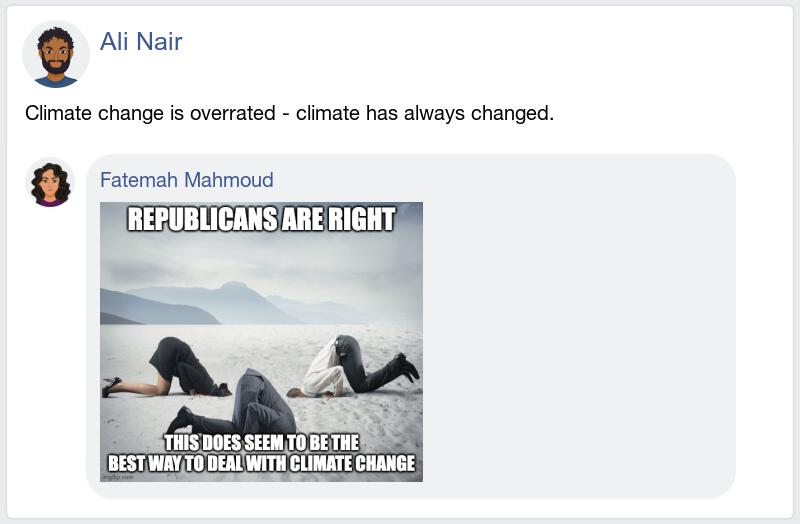 Ali Nair
Climate change is overrated - climate has always changed.
Fatemah Mahmoud
REPUBLICANS ARE RIGHT
THIS DOES SEEM TO BE THE
BEST WAY TO DEAL WITH CLIMATE CHANGE
imgflip.com